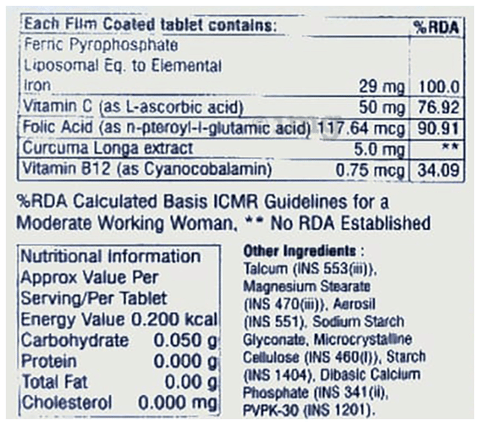 Each Film Coated tablet contains: %RDA
Ferric Pyrophosphate
Liposomal Eq. to Elemental
Iron 29 mg 100.0
Vitamin C (as L-ascorbic acid) 50 mg 76.92
Folic Acid (as n-pteroyl-l-glutamic acid) 117.64 mcg 90.91
Curcuma Longa extract 5.0 mg **
Vitamin B12 (as Cyanocobalamin) 0.75 mcg 34.09
%RDA Calculated Basis ICMR Guidelines for a
Moderate Working Woman, ** No RDA Established
Nutritional Information
Approx Value Per
Serving/Per Tablet
Energy Value 0.200 kcal
Carbohydrate 0.050 g
Protein 0.000 g
Total Fat 0.00 g
Cholesterol 0.000 mg
Other Ingredients :
Talcum (INS 553(iii)),
Magnesium Stearate
(INS 470(iii)), Aerosil
(INS 551), Sodium Starch
Glyconate, Microcrystalline
Cellulose (INS 460(I)), Starch
(INS 1404), Dibasic Calcium
Phosphate (INS 341(ii),
PVPK-30 (INS 1201).